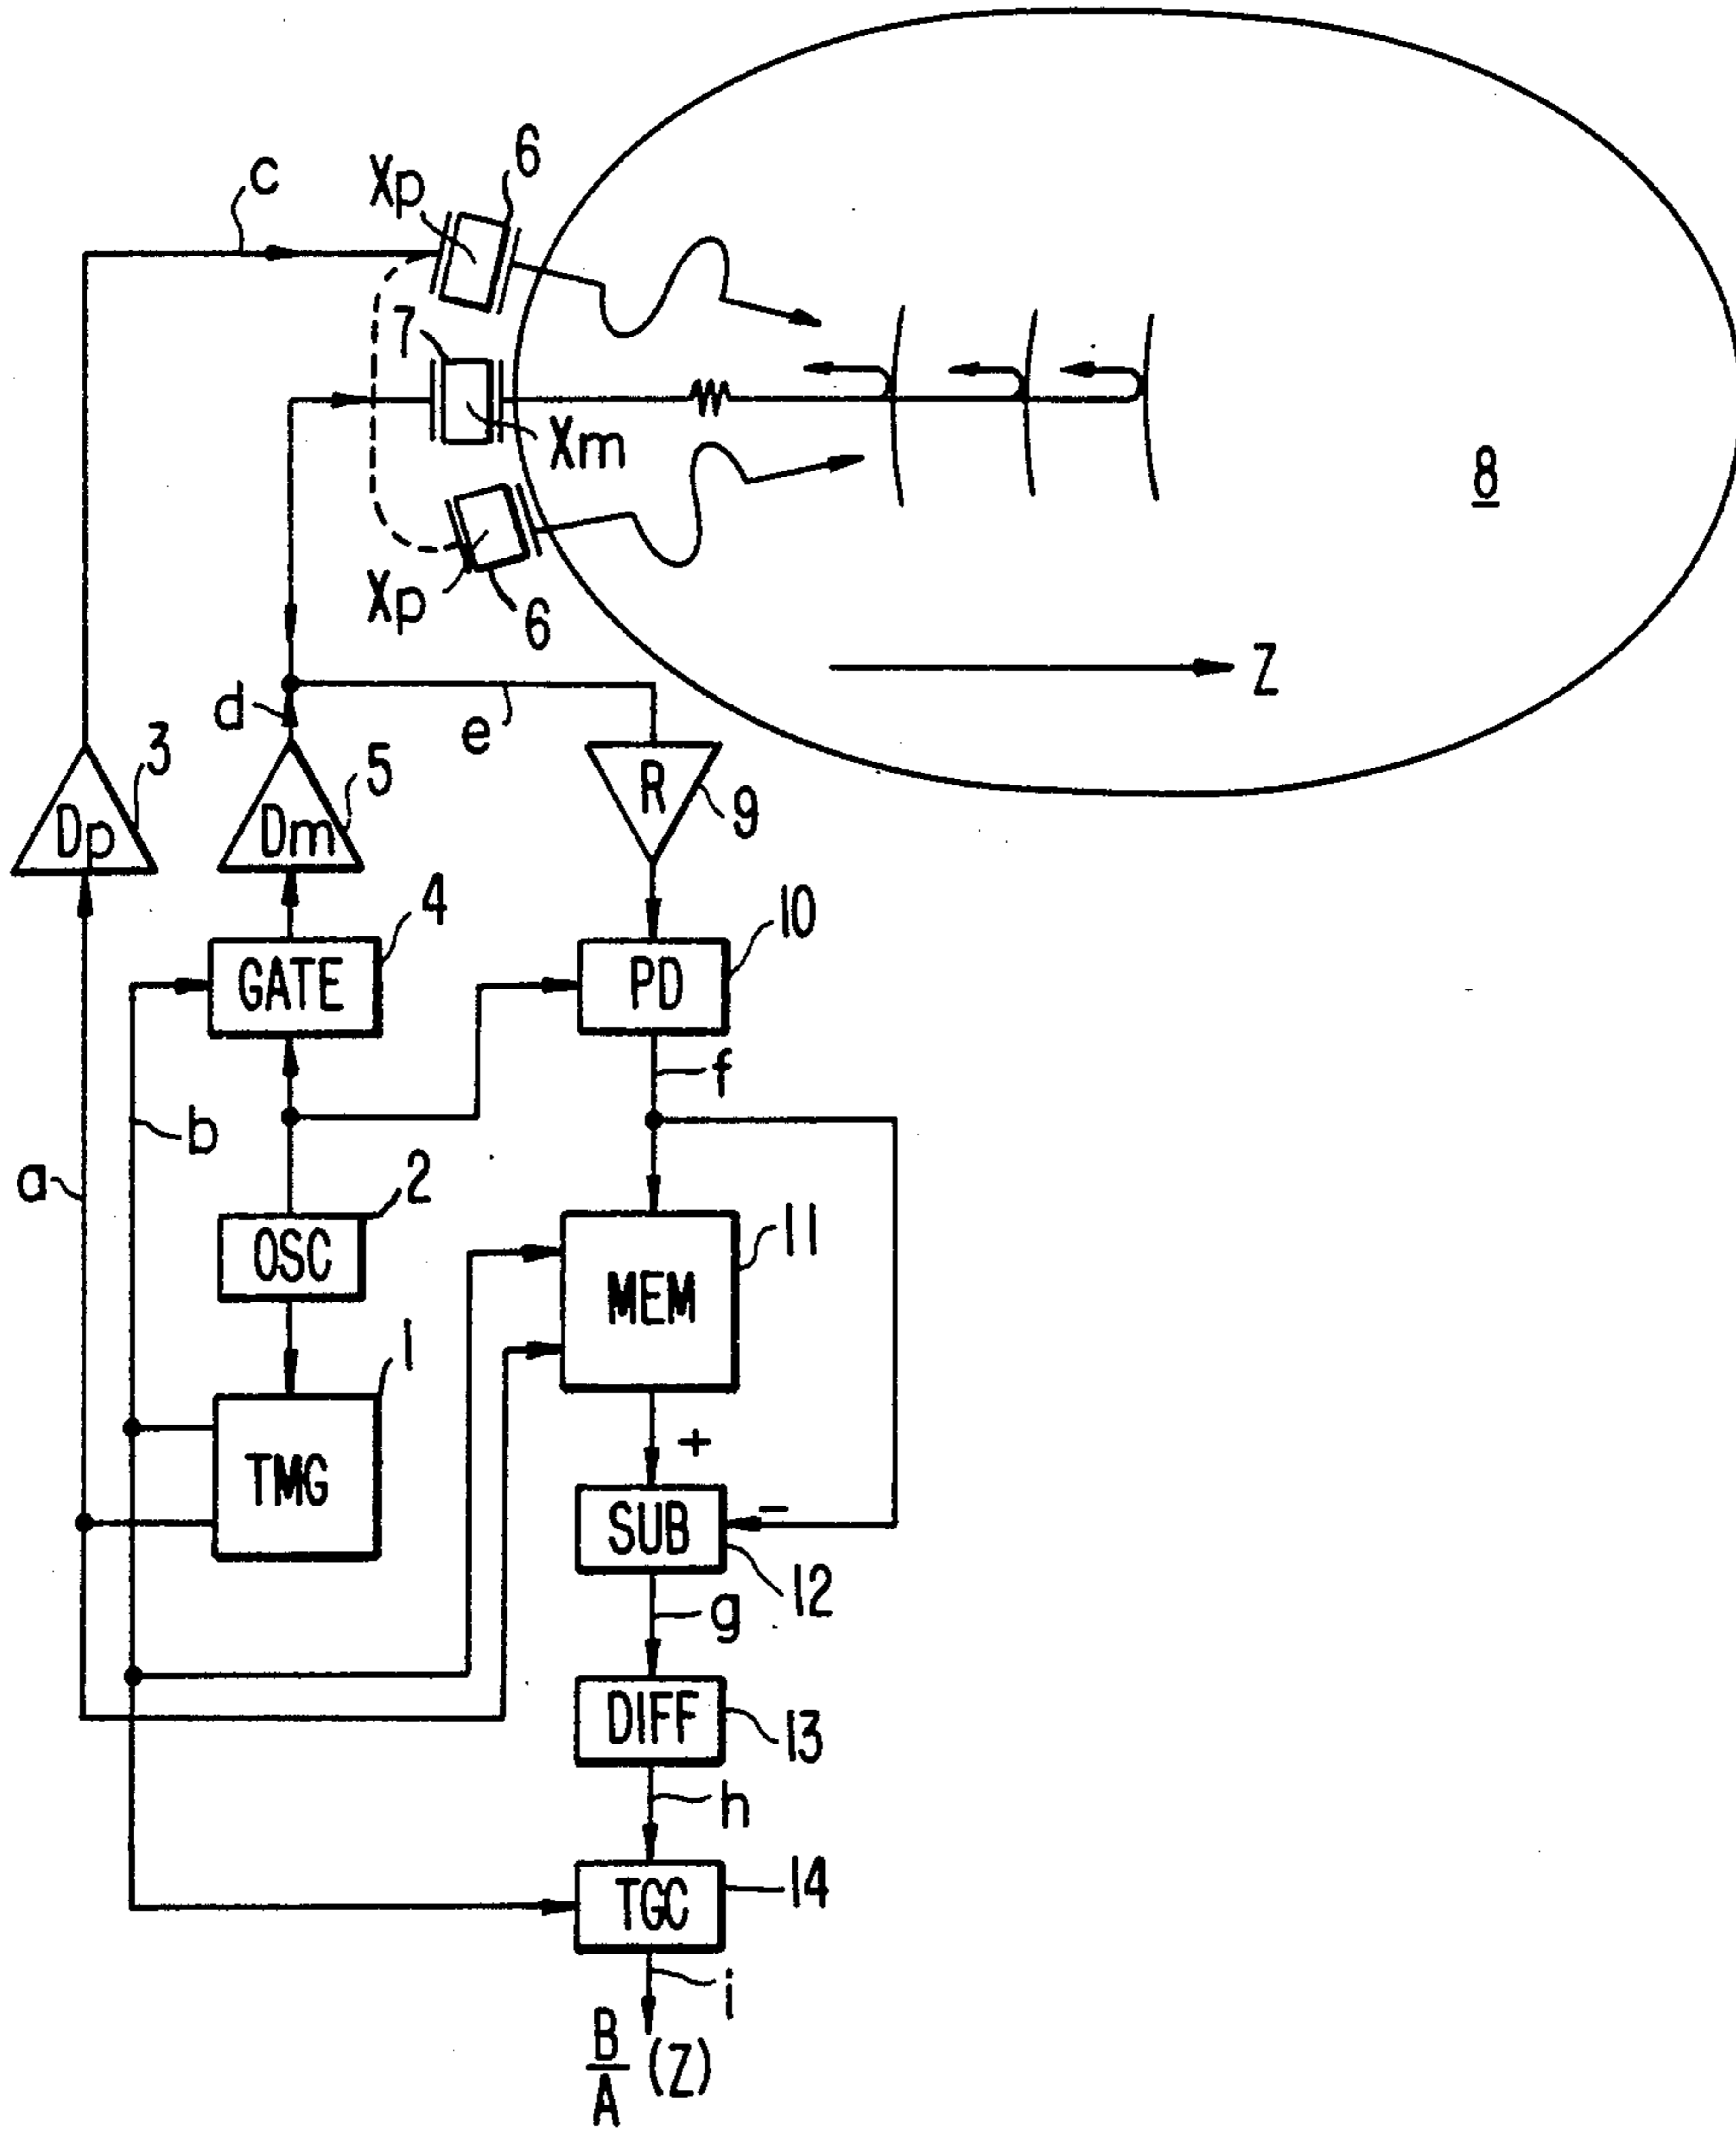 6
Xp
c
7
Xm
8
Xp
6
Z
d
e
3
5
Dp
Dm
R
9
4
10
GATE
PD
f
b
a
2
11
OSC
MEM
1
+
TMG
−
SUB
12
g
DIFF
13
h
14
TGC
i
B
A
(Z)